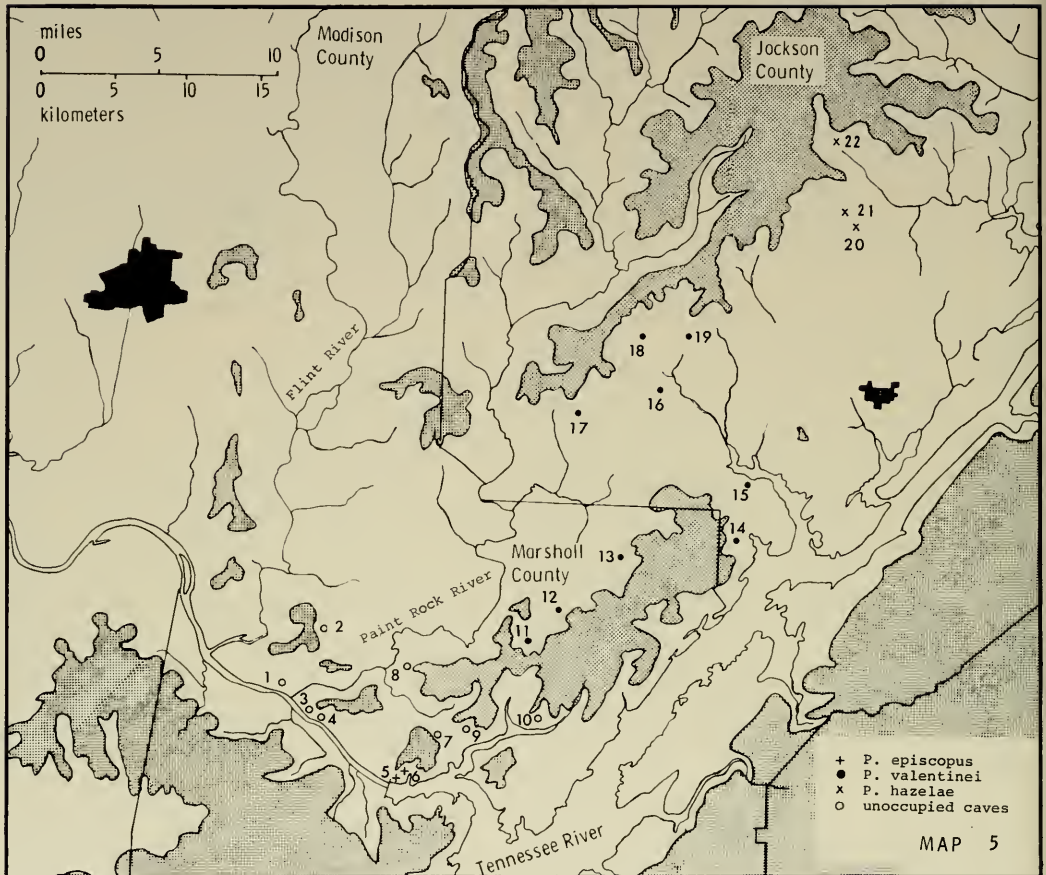 miles
0 5 10
0 5 10 15
kilometers
Madison
County
Jackson
County
x 22
x 21
x
20
Flint River
18
19
16
17
15
14
Marshall
County
13
12
Paint Rock River
11
2
8
1
3
4
10
7
9
5 + + 6
+ P. episcopus
● P. valentinei
x P. hazelae
o unoccupied caves
MAP 5
Tennessee River